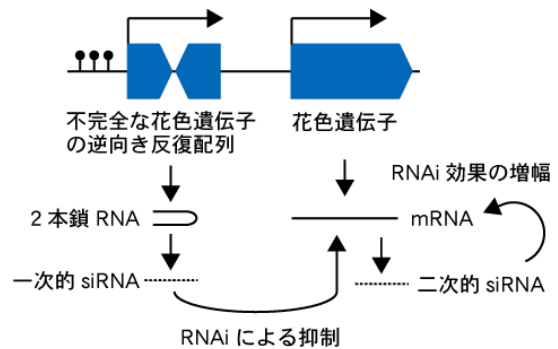 不完全な花色遺伝子
の逆向き反復配列
花色遺伝子
RNAi 効果の増幅
2本鎖 RNA
mRNA
一次的 siRNA
二次的 siRNA
RNAi による抑制